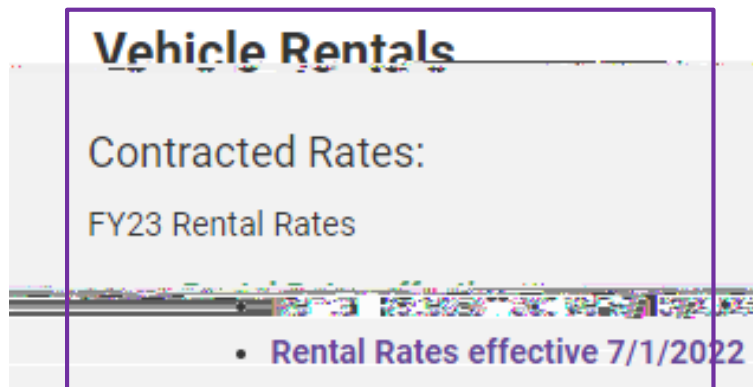 Vehicle Rentals
Contracted Rates:
FY23 Rental Rates
• Rental Rates effective 7/1/2022